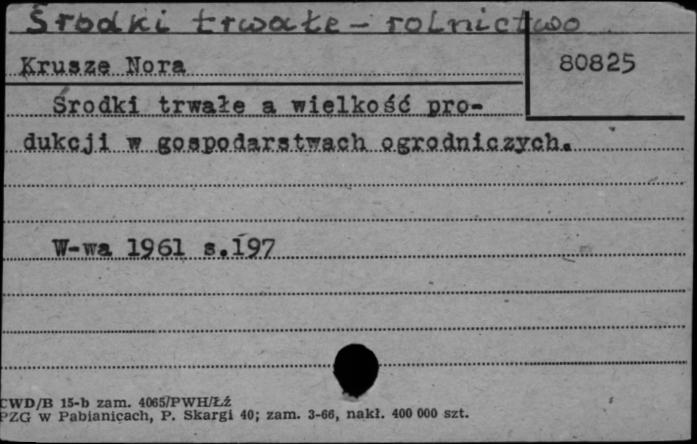 Środki trwałe - rolnictwo
Krusze Nora
80825
Srodki trwałe a wielkość pro-
dukcji w gospodarstwach ogrodniczych.
W-wa 1961 s.197
CWD/B 15-b zam. 4065/PWH/Łź
PZG w Pabianicach, P. Skargi 40; zam. 3-66, nakł. 400 000 szt.